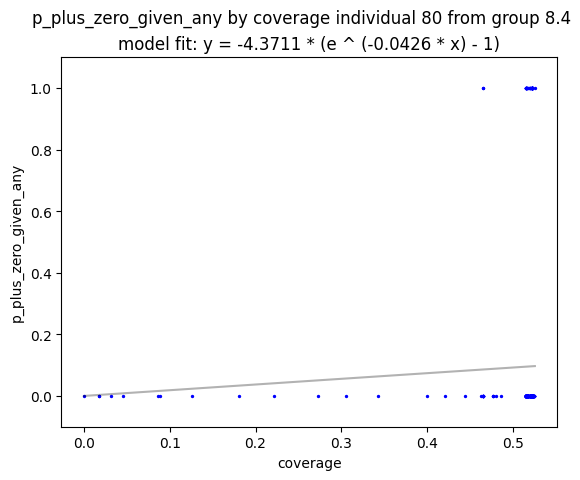 p_plus_zero_given_any by coverage individual 80 from group 8.4
model fit: y = -4.3711 * (e ^ (-0.0426 * x) - 1)
1.0
0.8
0.6
0.4
0.2
0.0
p_plus_zero_given_any
0.0 0.1 0.2 0.3 0.4 0.5
coverage